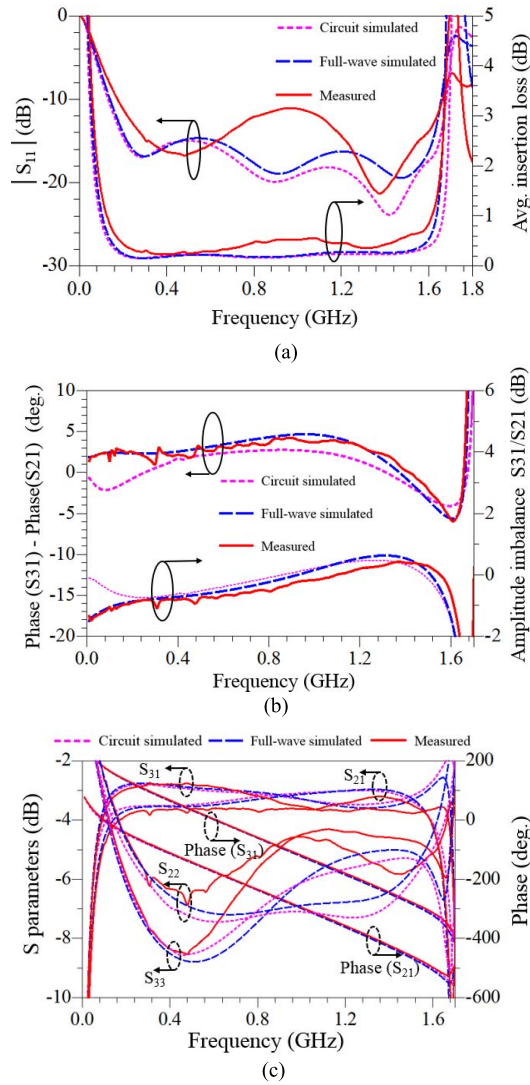 0
-10
-20
-30
|S11| (dB)
Circuit simulated
Full-wave simulated
Measured
5
4
3
2
1
0
Avg. insertion loss (dB)
0.0 0.4 0.8 1.2 1.6 1.8
Frequency (GHz)
(a)
10
5
0
-5
-10
-15
-20
Phase (S31) - Phase(S21) (deg.)
Circuit simulated
Full-wave simulated
Measured
6
4
2
0
-2
Amplitude imbalance S31/S21 (dB)
0.0 0.4 0.8 1.2 1.6
Frequency (GHz)
(b)
Circuit simulated Full-wave simulated Measured
-2
-4
-6
-8
-10
S parameters (dB)
S31
S21
Phase (S31)
S22
S33
Phase (S21)
200
100
0
-100
-200
-300
-400
-500
-600
Phase (deg)
0.0 0.4 0.8 1.2 1.6
Frequency (GHz)
(c)